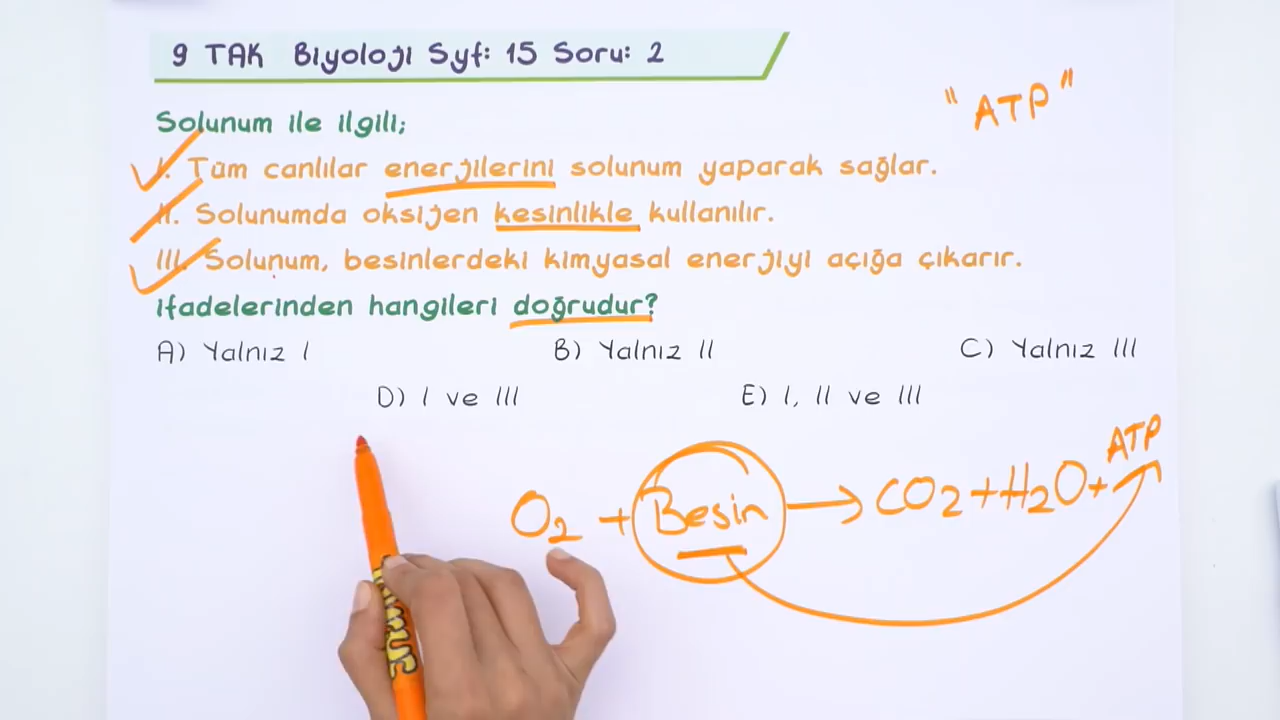 9 TAK Biyoloji Syf: 15 Soru: 2
"ATP"
Solunum ile ilgili;
I. Tüm canlılar enerjilerini solunum yaparak sağlar.
II. Solunumda oksijen kesinlikle kullanılır.
III. Solunum, besinlerdeki kimyasal enerjiyi açığa çıkarır.
ifadelerinden hangileri doğrudur?
A) Yalnız I B) Yalnız II C) Yalnız III
D) I ve III E) I, II ve III
O2 + Besin → CO2 + H2O + ATP